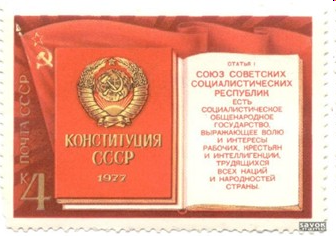 ПОЧТА СССР
К4
КОНСТИТУЦИЯ
СССР
1977
СТАТЬЯ 1
СОЮЗ СОВЕТСКИХ
СОЦИАЛИСТИЧЕСКИХ
РЕСПУБЛИК
ЕСТЬ
СОЦИАЛИСТИЧЕСКОЕ
ОБЩЕНАРОДНОЕ
ГОСУДАРСТВО,
ВЫРАЖАЮЩЕЕ ВОЛЮ
И ИНТЕРЕСЫ
РАБОЧИХ, КРЕСТЬЯН
И ИНТЕЛЛИГЕНЦИИ,
ТРУДЯЩИХСЯ
ВСЕХ НАЦИЙ
И НАРОДНОСТЕЙ
СТРАНЫ.
savok